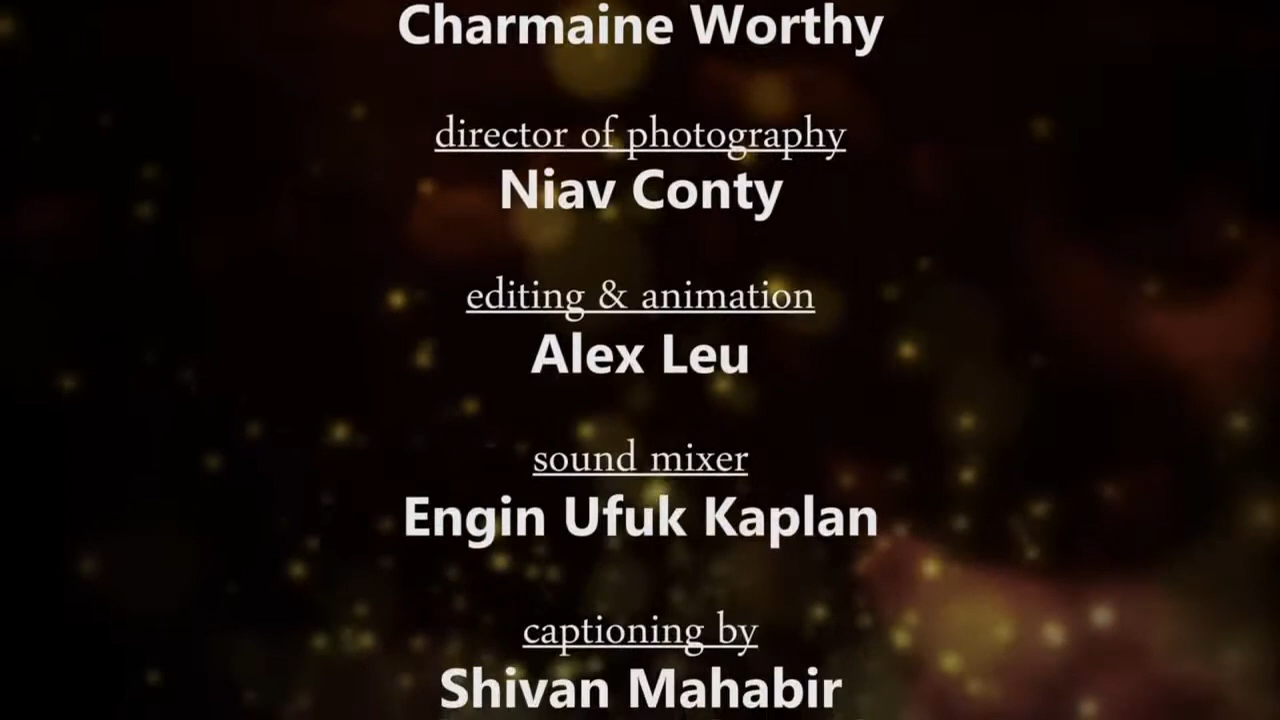 Charmaine Worthy
director of photography
Niav Conty
editing & animation
Alex Leu
sound mixer
Engin Ufuk Kaplan
captioning by
Shivan Mahabir